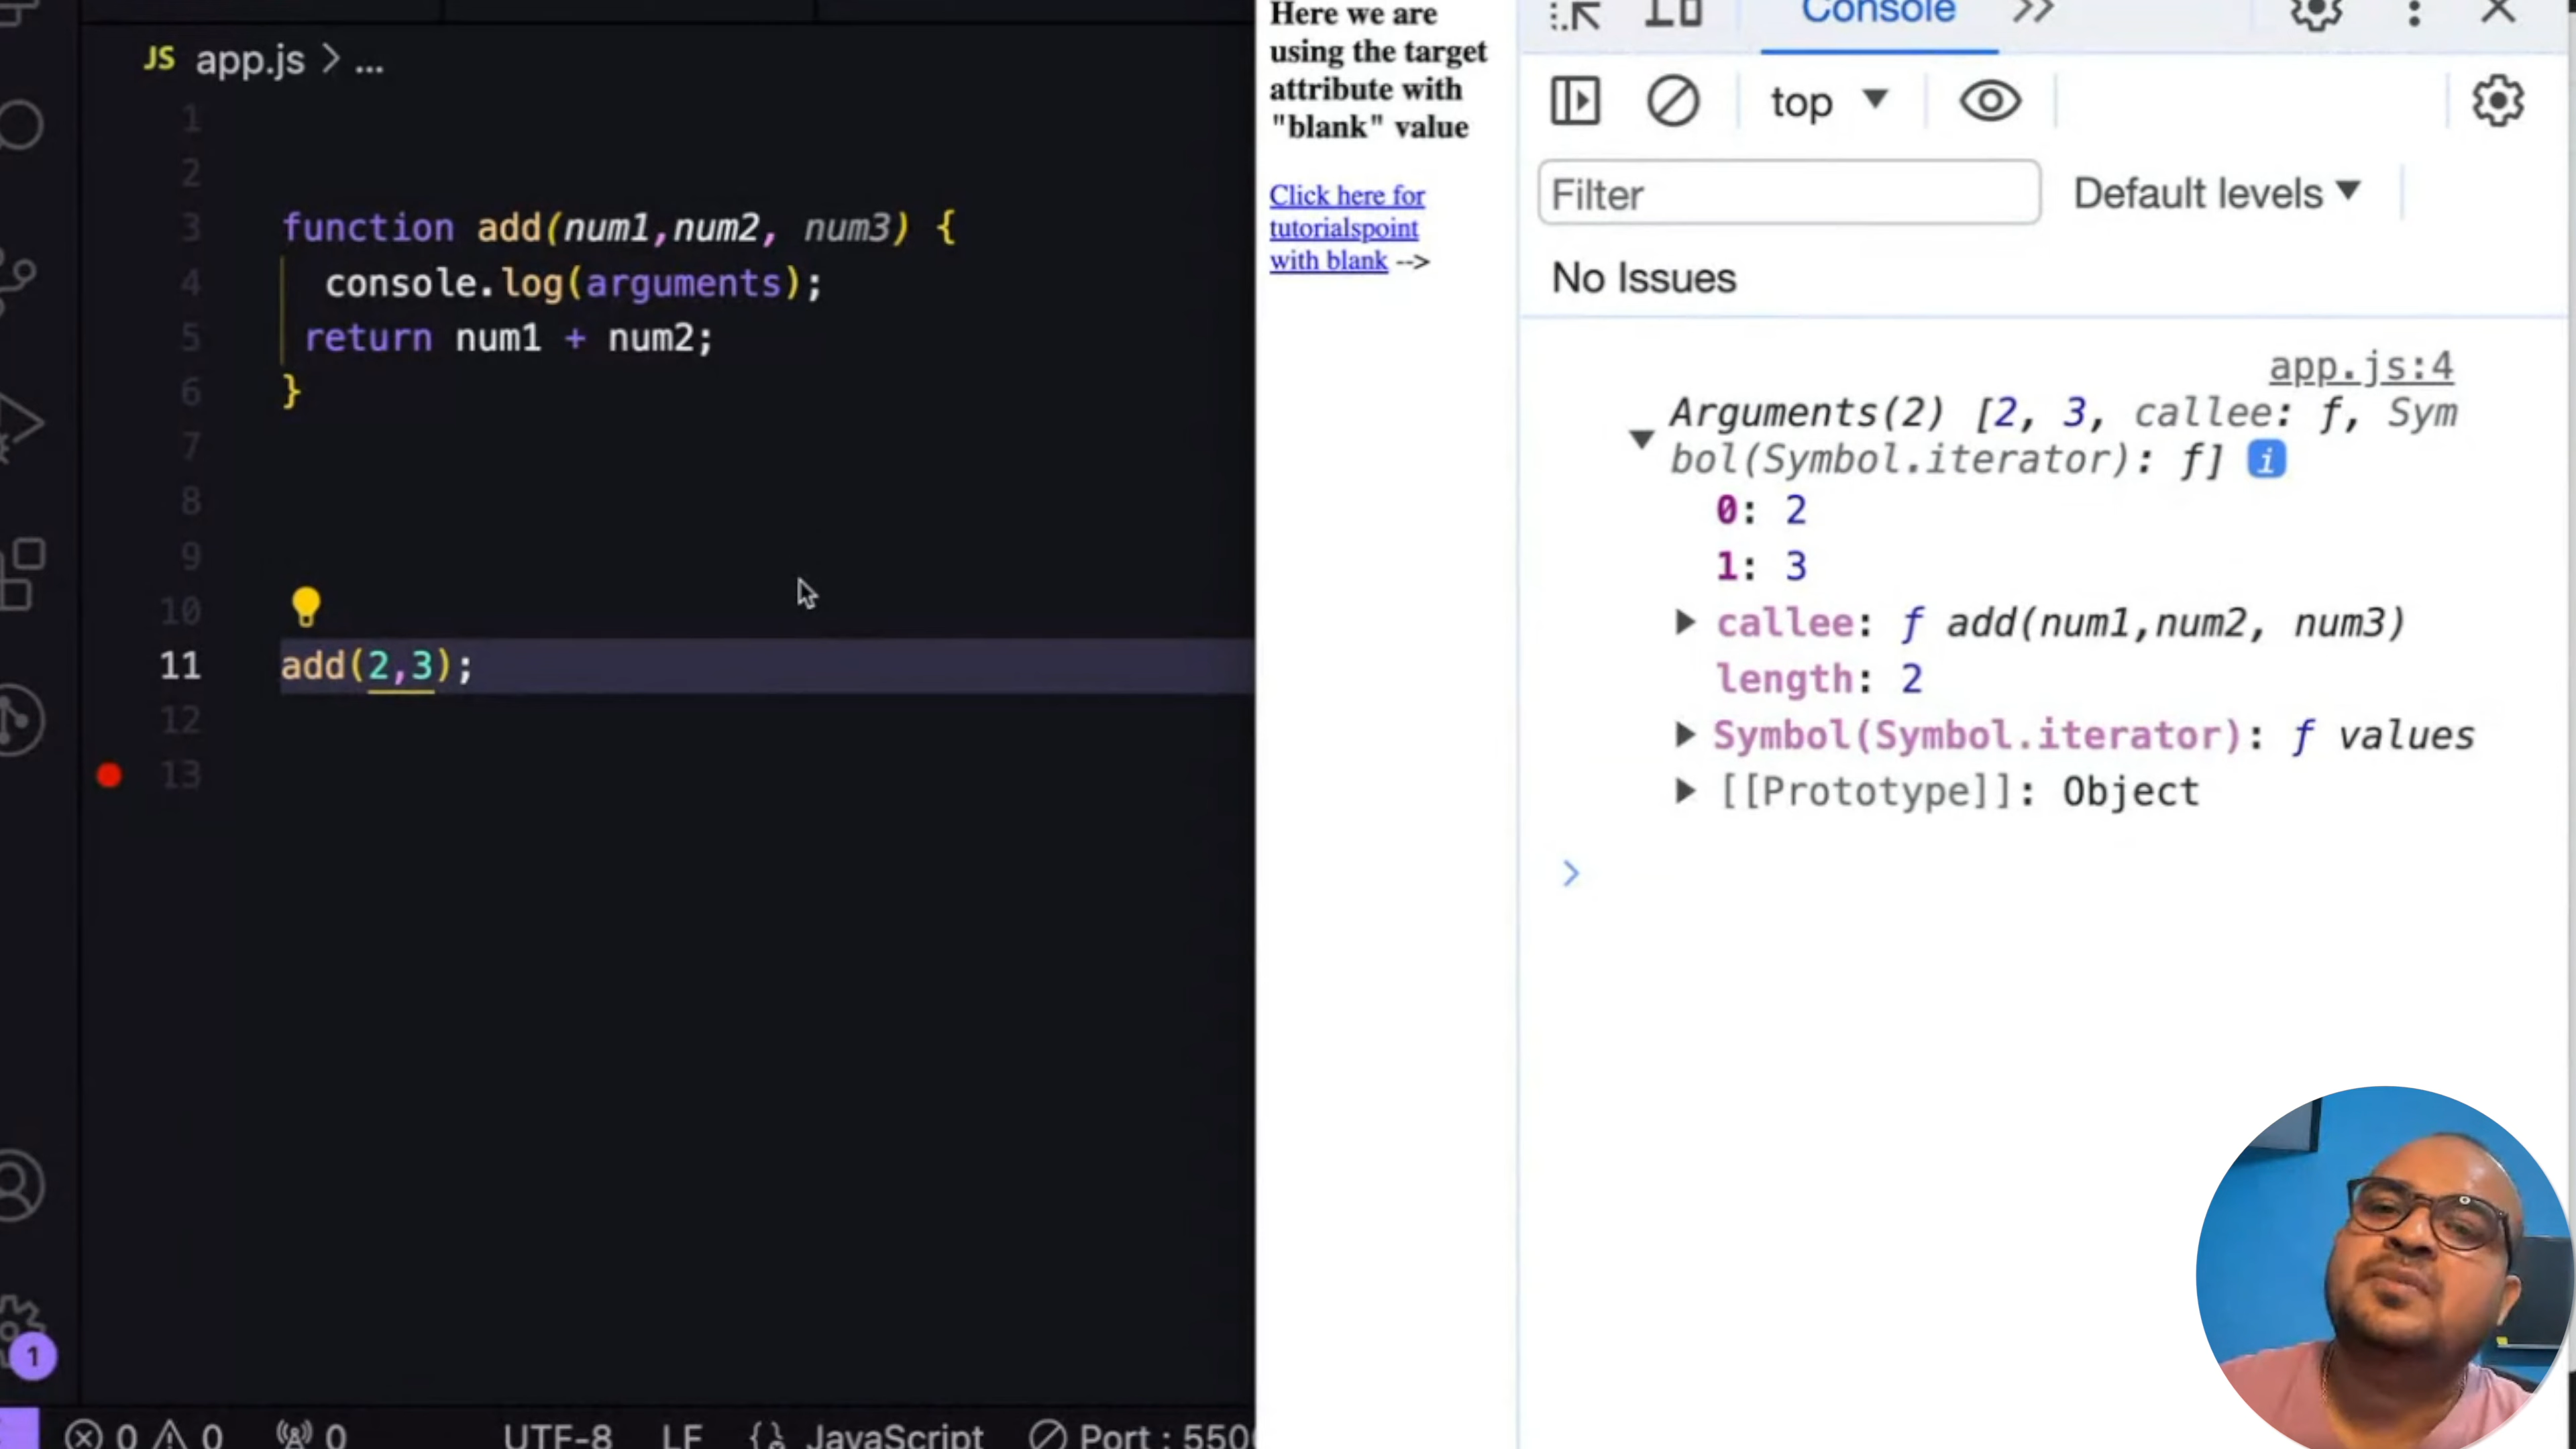 JS app.js > ...
1
2
3 function add(num1,num2, num3) {
4 console.log(arguments);
5 return num1 + num2;
6 }
7
8
9
10
11 add(2,3);
12
13
1
0 0 0 UTF-8 LF {} JavaScript Port : 550
Here we are
using the target
attribute with
"blank" value
Click here for
tutorialspoint
with blank -->
Console >>
top
Filter Default levels
No Issues
app.js:4
Arguments(2) [2, 3, callee: ƒ, Sym
bol(Symbol.iterator): ƒ] i
0: 2
1: 3
callee: ƒ add(num1,num2, num3)
length: 2
Symbol(Symbol.iterator): ƒ values
[[Prototype]]: Object
>